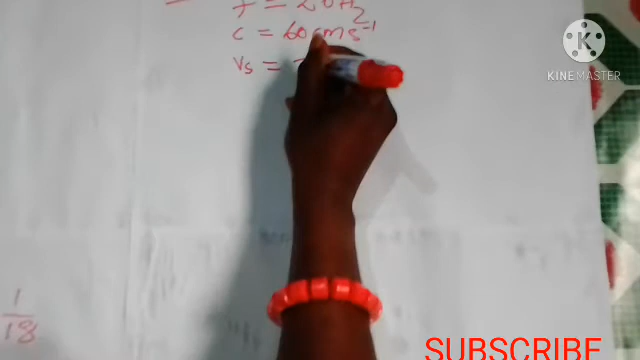 f = 20Hz
c = 60cms⁻¹
vs =
1
18
KINEMASTER
SUBSCRIBE